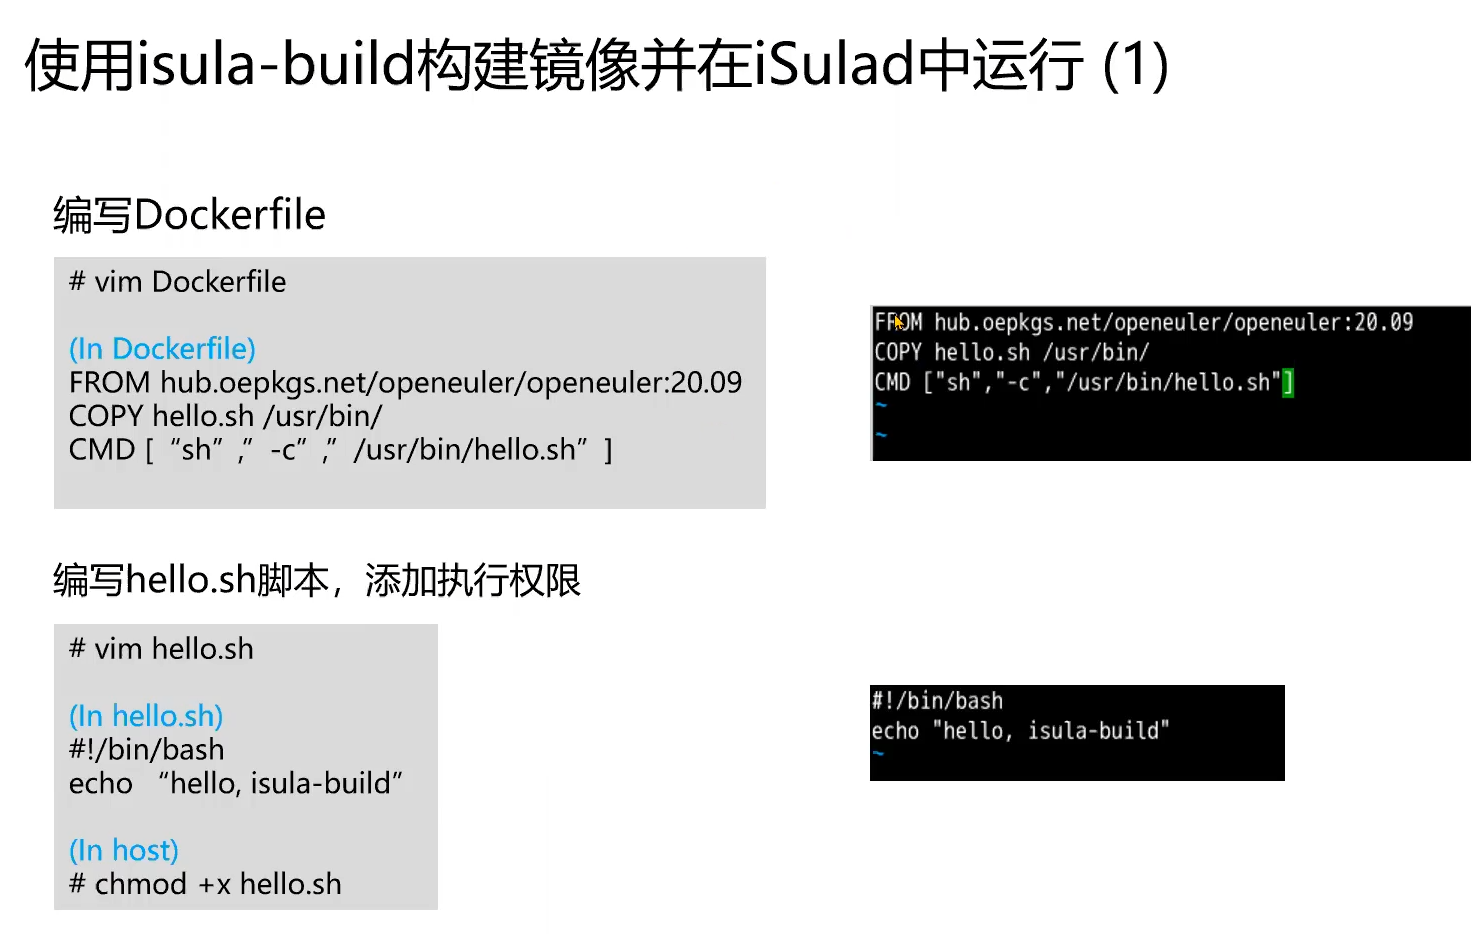 使用isula-build构建镜像并在iSulad中运行 (1)
编写Dockerfile
# vim Dockerfile
(In Dockerfile)
FROM hub.oepkgs.net/openeuler/openeuler:20.09
COPY hello.sh /usr/bin/
CMD [ “sh” ,” -c” ,” /usr/bin/hello.sh” ]
FROM hub.oepkgs.net/openeuler/openeuler:20.09
COPY hello.sh /usr/bin/
CMD ["sh","-c","/usr/bin/hello.sh"]
~
~
编写hello.sh脚本，添加执行权限
# vim hello.sh
(In hello.sh)
#!/bin/bash
echo “hello, isula-build”
(In host)
# chmod +x hello.sh
#!/bin/bash
echo "hello, isula-build"
~